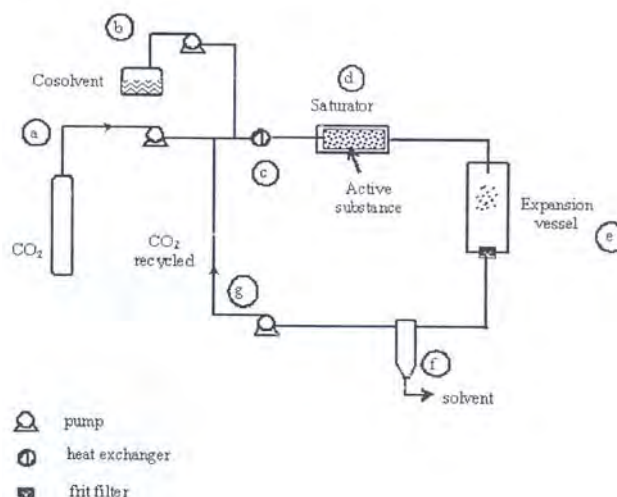 b
Cosolvent
d
Saturator
a
c
Active
substance
Expansion
vessel
e
CO₂
CO₂
recycled
g
f
solvent
pump
heat exchanger
frit filter